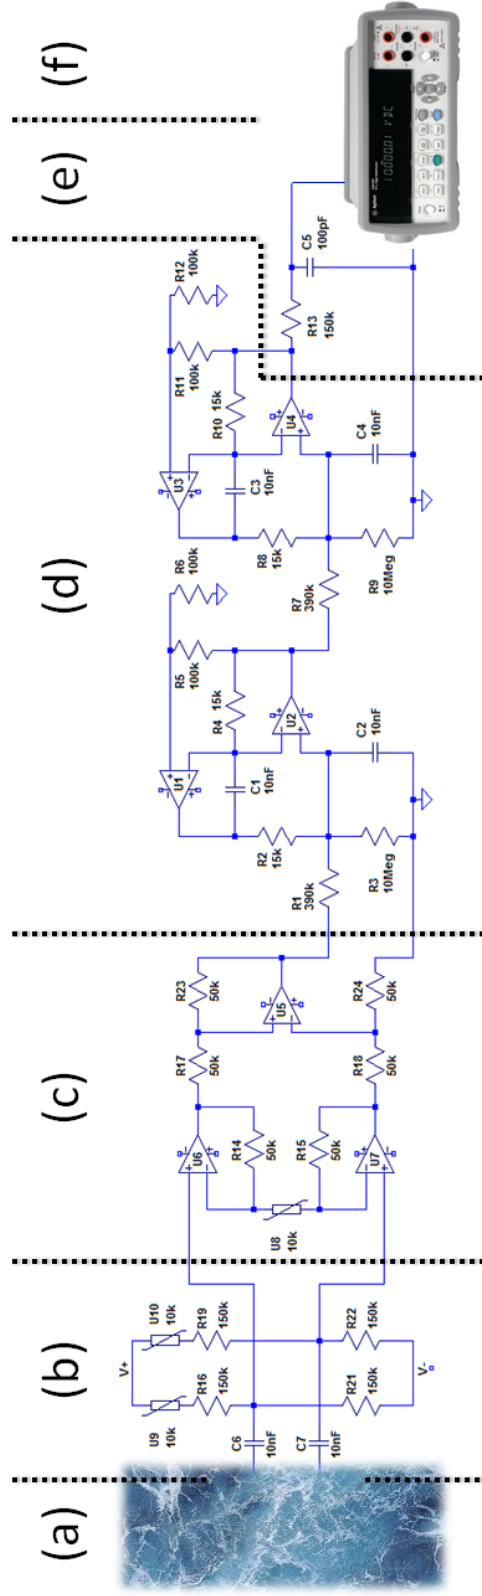 (a)
(b)
(c)
(d)
(e)
(f)
V+
U9
10k
U10
10k
R16
150k
R19
150k
C6
10nF
C7
10nF
R21
150k
R22
150k
V-
U6
R14
50k
U8
10k
R15
50k
U7
R17
50k
R23
50k
U5
R18
50k
R24
50k
R1
390k
U1
R5
100k
R6
100k
R4
15k
C1
10nF
R2
15k
U2
R3
10Meg
C2
10nF
R7
390k
U3
R11
100k
R12
100k
R10
15k
C3
10nF
R8
15k
U4
R9
10Meg
C4
10nF
R13
150k
C5
100pF
Agilent